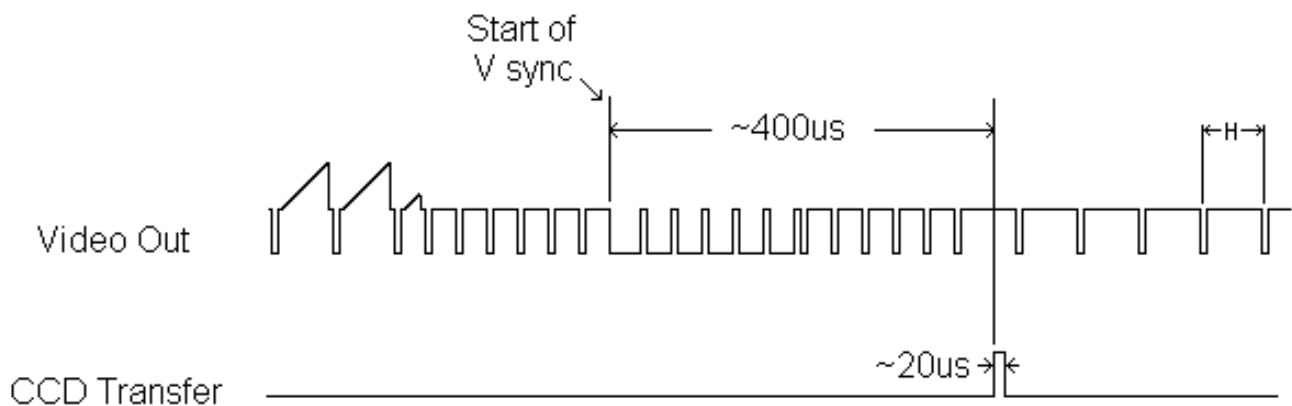 Start of
V sync
~400us
H
Video Out
~20us
CCD Transfer